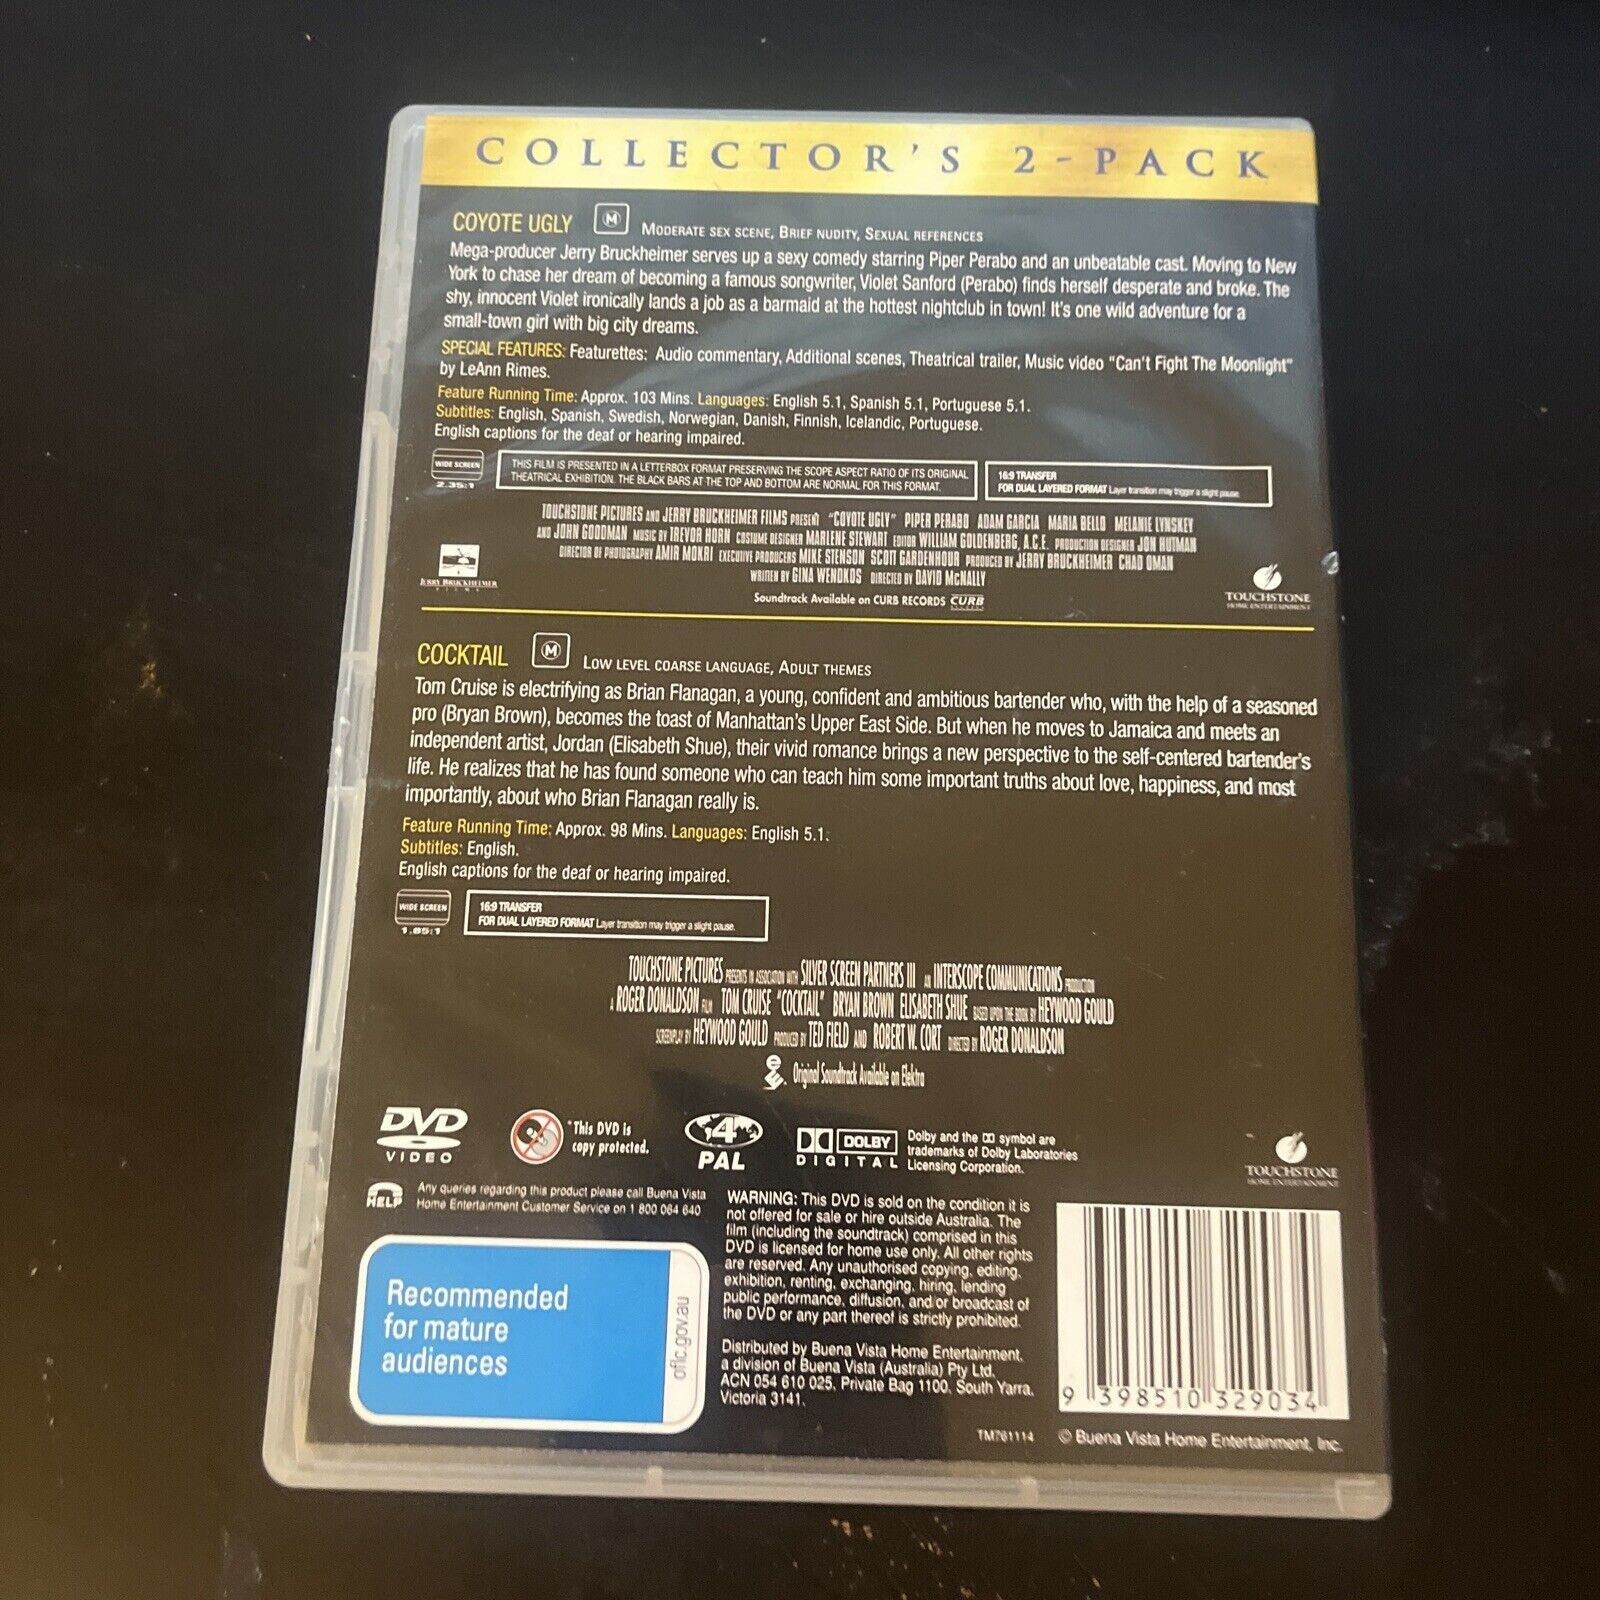 COLLECTOR'S 2-PACK
COYOTE UGLY M MODERATE SEX SCENE, BRIEF NUDITY, SEXUAL REFERENCES
Mega-producer Jerry Bruckheimer serves up a sexy comedy starring Piper Perabo and an unbeatable cast. Moving to New
York to chase her dream of becoming a famous songwriter, Violet Sanford (Perabo) finds herself desperate and broke. The
shy, innocent Violet ironically lands a job as a barmaid at the hottest nightclub in town! It's one wild adventure for a
small-town girl with big city dreams.
SPECIAL FEATURES: Featurettes: Audio commentary, Additional scenes, Theatrical trailer, Music video "Can't Fight The Moonlight"
by LeAnn Rimes.
Feature Running Time: Approx. 103 Mins. Languages: English 5.1, Spanish 5.1, Portuguese 5.1.
Subtitles: English, Spanish, Swedish, Norwegian, Danish, Finnish, Icelandic, Portuguese.
English captions for the deaf or hearing impaired.
WIDE SCREEN
2.35:1
THIS FILM IS PRESENTED IN A LETTERBOX FORMAT PRESERVING THE SCOPE ASPECT RATIO OF ITS ORIGINAL
THEATRICAL EXHIBITION. THE BLACK BARS AT THE TOP AND BOTTOM ARE NORMAL FOR THIS FORMAT.
16:9 TRANSFER
FOR DUAL LAYERED FORMAT Layer transition may trigger a slight pause.
TOUCHSTONE PICTURES AND JERRY BRUCKHEIMER FILMS PRESENT "COYOTE UGLY" PIPER PERABO ADAM GARCIA MARIA BELLO MELANIE LYNSKEY
AND JOHN GOODMAN MUSIC BY TREVOR HORN COSTUME DESIGNER MARLENE STEWART EDITOR WILLIAM GOLDENBERG, A.C.E. PRODUCTION DESIGNER JON HUTMAN
DIRECTOR OF PHOTOGRAPHY AMIR MOKRI EXECUTIVE PRODUCERS MIKE STENSON SCOTT GARDENHOUR PRODUCED BY JERRY BRUCKHEIMER CHAD OMAN
WRITTEN BY GINA WENDKOS DIRECTED BY DAVID McNALLY
Soundtrack Available on CURB RECORDS CURB
JERRY BRUCKHEIMER
FILMS
TOUCHSTONE
HOME ENTERTAINMENT
COCKTAIL M LOW LEVEL COARSE LANGUAGE, ADULT THEMES
Tom Cruise is electrifying as Brian Flanagan, a young, confident and ambitious bartender who, with the help of a seasoned
pro (Bryan Brown), becomes the toast of Manhattan's Upper East Side. But when he moves to Jamaica and meets an
independent artist, Jordan (Elisabeth Shue), their vivid romance brings a new perspective to the self-centered bartender's
life. He realizes that he has found someone who can teach him some important truths about love, happiness, and most
importantly, about who Brian Flanagan really is.
Feature Running Time: Approx. 98 Mins. Languages: English 5.1.
Subtitles: English.
English captions for the deaf or hearing impaired.
WIDE SCREEN
1.85:1
16:9 TRANSFER
FOR DUAL LAYERED FORMAT Layer transition may trigger a slight pause.
TOUCHSTONE PICTURES PRESENTS IN ASSOCIATION WITH SILVER SCREEN PARTNERS III AN INTERSCOPE COMMUNICATIONS PRODUCTION
A ROGER DONALDSON FILM TOM CRUISE "COCKTAIL" BRYAN BROWN ELISABETH SHUE BASED UPON THE BOOK BY HEYWOOD GOULD
SCREENPLAY BY HEYWOOD GOULD PRODUCED BY TED FIELD AND ROBERT W. CORT DIRECTED BY ROGER DONALDSON
Original Soundtrack Available on Elektra
DVD
VIDEO
*This DVD is
copy protected.
4
PAL
DOLBY
DIGITAL
Dolby and the DD symbol are
trademarks of Dolby Laboratories
Licensing Corporation.
TOUCHSTONE
HOME ENTERTAINMENT
HELP
Any queries regarding this product please call Buena Vista
Home Entertainment Customer Service on 1 800 064 640
Recommended
for mature
audiences
oflc.gov.au
WARNING: This DVD is sold on the condition it is
not offered for sale or hire outside Australia. The
film (including the soundtrack) comprised in this
DVD is licensed for home use only. All other rights
are reserved. Any unauthorised copying, editing,
exhibition, renting, exchanging, hiring, lending
public performance, diffusion, and/or broadcast of
the DVD or any part thereof is strictly prohibited.
Distributed by Buena Vista Home Entertainment,
a division of Buena Vista (Australia) Pty Ltd.
ACN 054 610 025, Private Bag 1100, South Yarra,
Victoria 3141.
9 398510 329034
TM761114 © Buena Vista Home Entertainment, Inc.